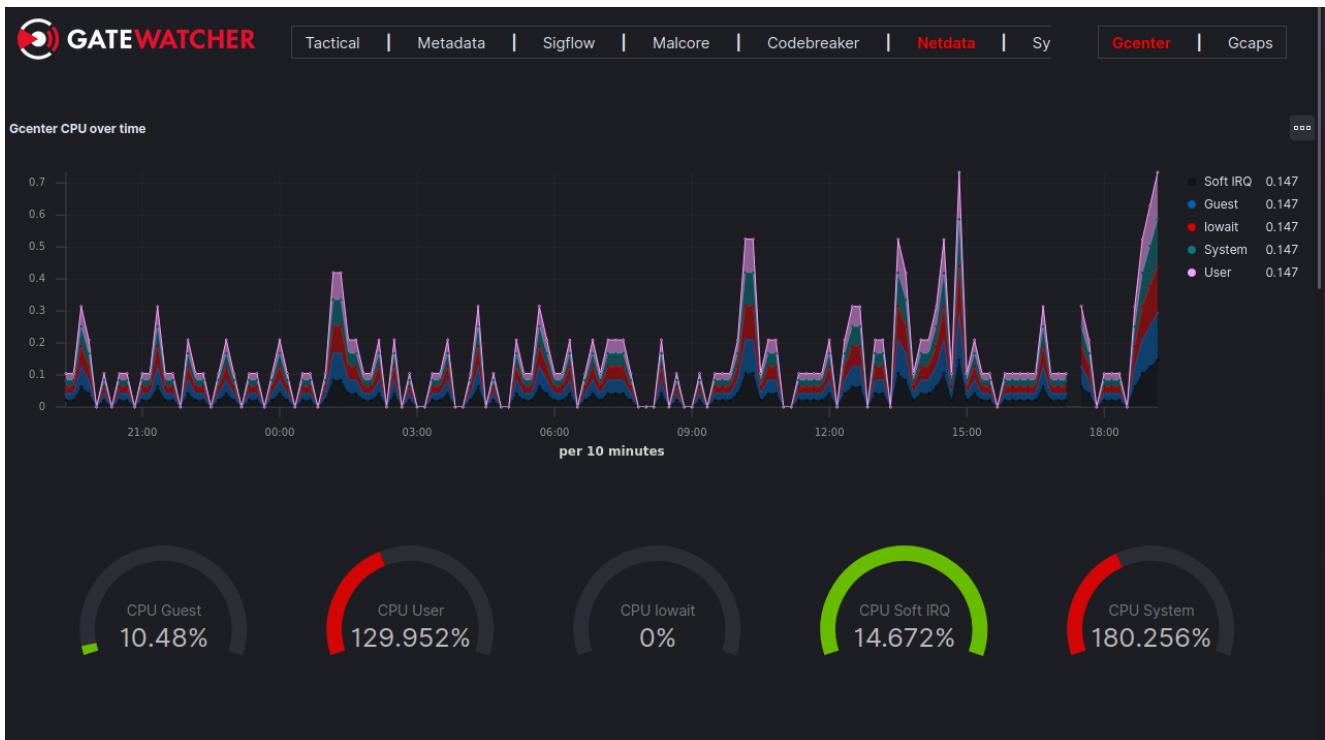 GATEWATCHER
Tactical | Metadata | Sigflow | Malcore | Codebreaker | Netdata | Sy
Gcenter | Gcaps
Gcenter CPU over time
0.7
0.6
0.5
0.4
0.3
0.2
0.1
0
Soft IRQ 0.147
Guest 0.147
Iowait 0.147
System 0.147
User 0.147
21:00 00:00 03:00 06:00 09:00 12:00 15:00 18:00
per 10 minutes
CPU Guest
10.48%
CPU User
129.952%
CPU Iowait
0%
CPU Soft IRQ
14.672%
CPU System
180.256%